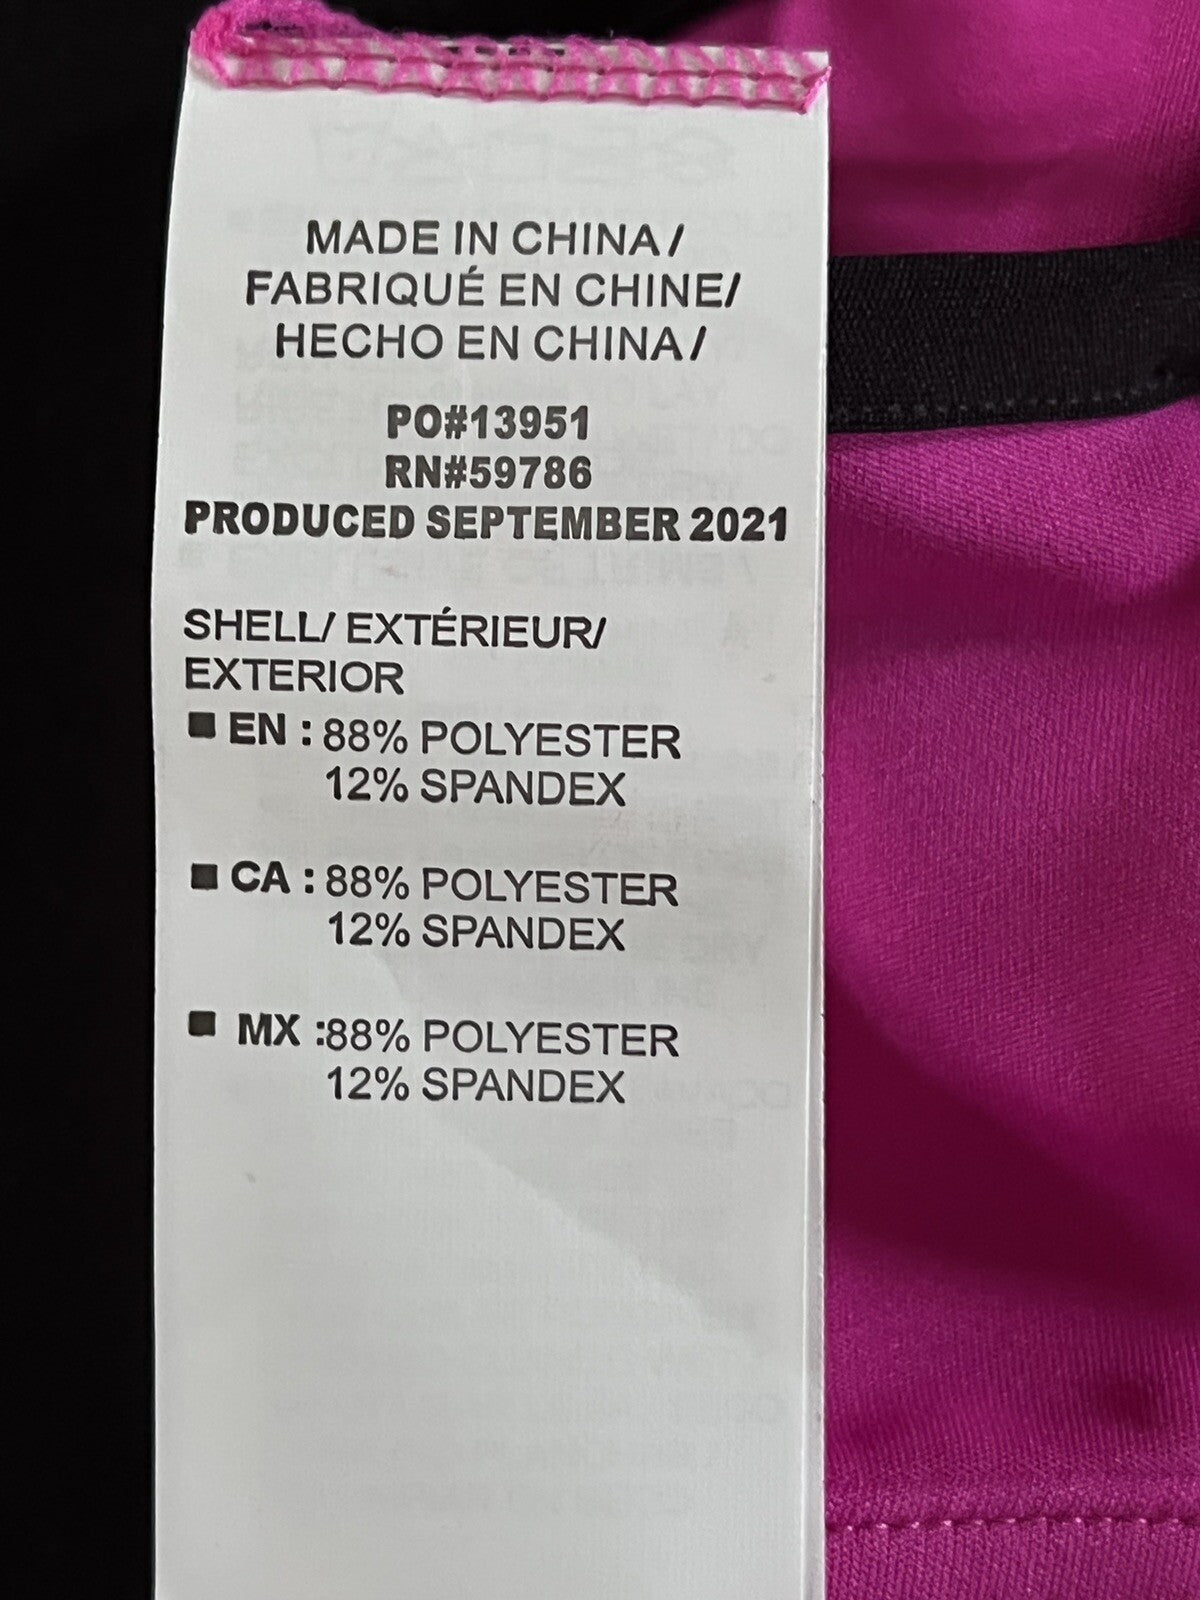 MADE IN CHINA/
FABRIQUÉ EN CHINE/
HECHO EN CHINA/
PO#13951
RN#59786
PRODUCED SEPTEMBER 2021
SHELL/ EXTÉRIEUR/
EXTERIOR
■ EN : 88% POLYESTER
12% SPANDEX
■ CA : 88% POLYESTER
12% SPANDEX
■ MX :88% POLYESTER
12% SPANDEX